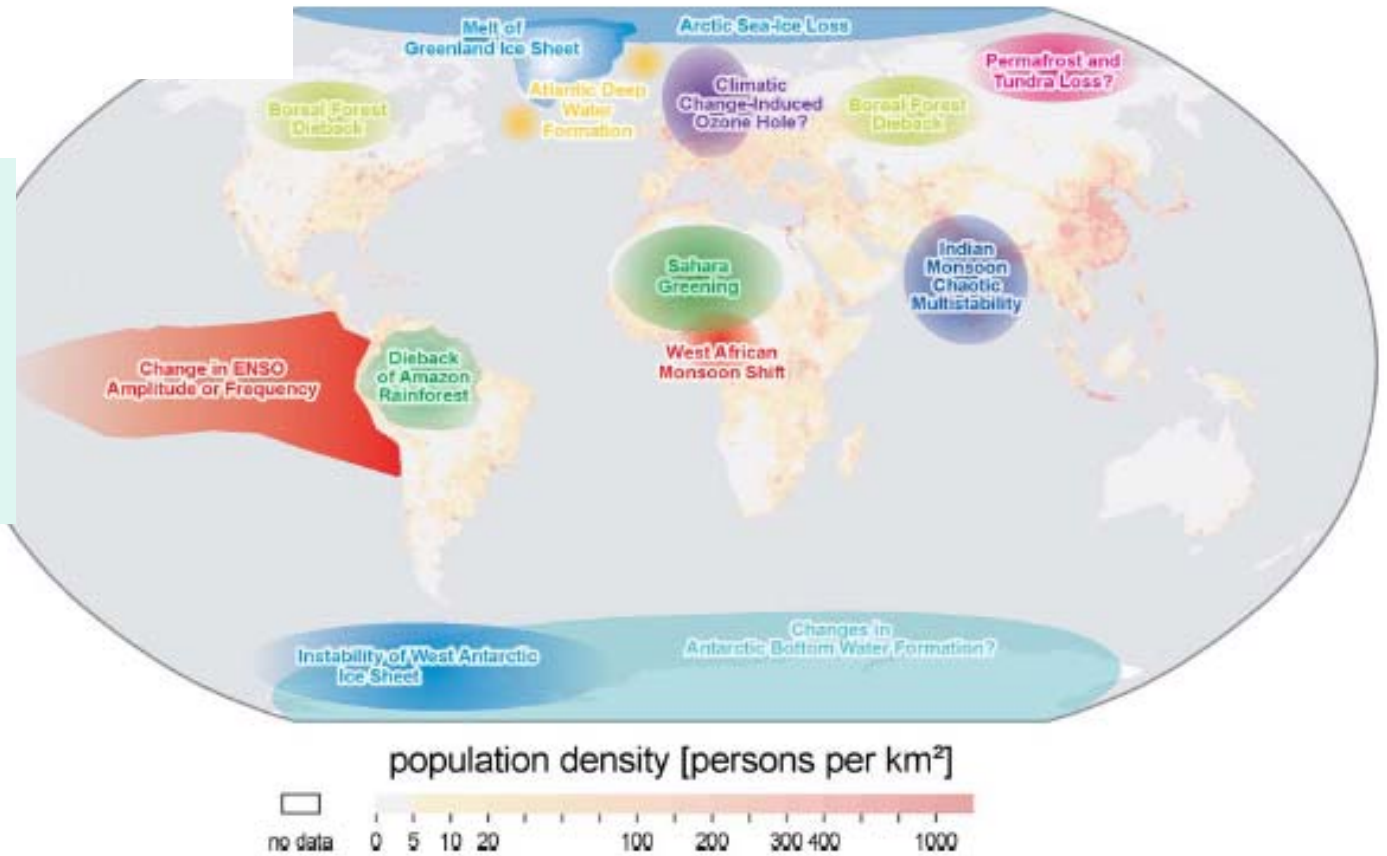 Melt of
Greenland Ice Sheet
Arctic Sea-Ice Loss
Atlantic Deep
Water
Formation
Climatic
Change-Induced
Ozone Hole?
Permafrost and
Tundra Loss?
Boreal Forest
Dieback
Boreal Forest
Dieback
Sahara
Greening
Indian
Monsoon
Chaotic
Multistability
West African
Monsoon Shift
Change in ENSO
Amplitude or Frequency
Dieback
of Amazon
Rainforest
Instability of West Antarctic
Ice Sheet
Changes in
Antarctic Bottom Water Formation?
population density [persons per km²]
no data 0 5 10 20 100 200 300 400 1000